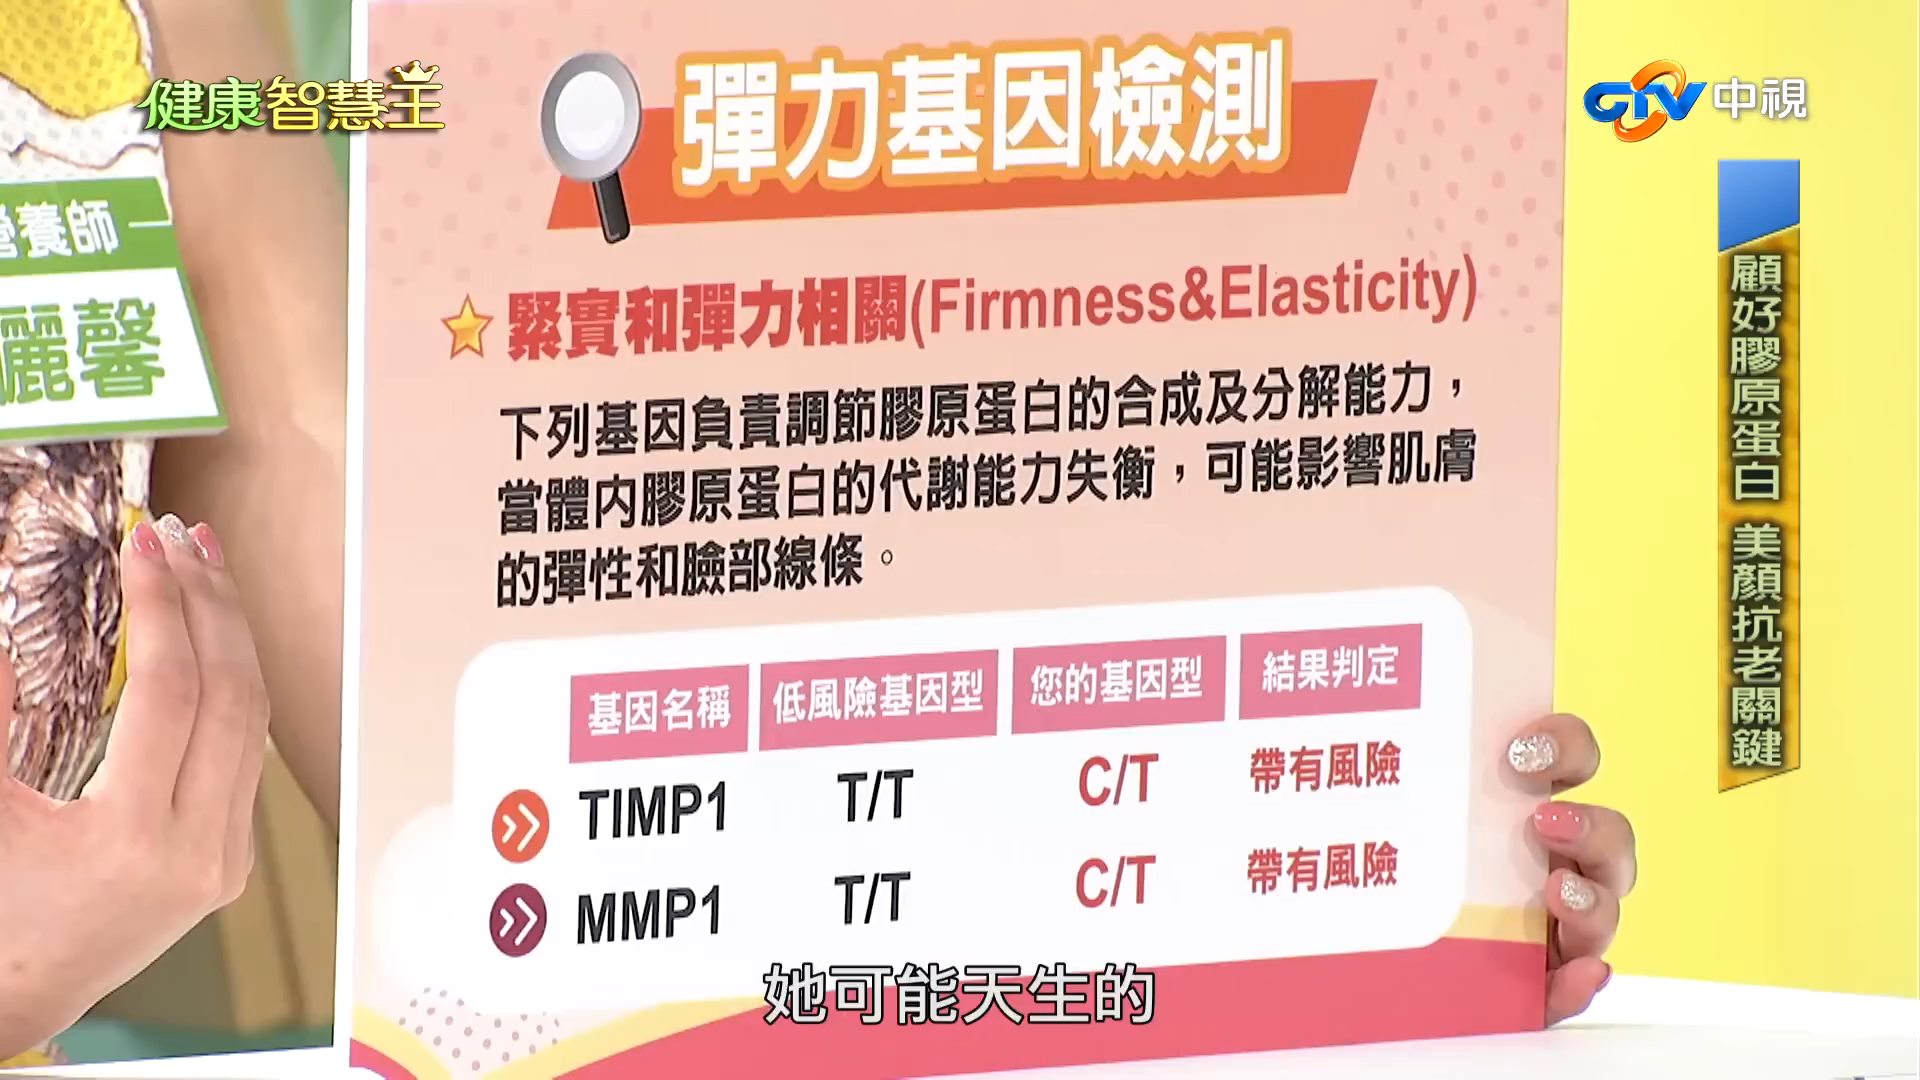 健康智慧王
CTV中視
彈力基因檢測
營養師
麗馨
緊實和彈力相關(Firmness&Elasticity)
下列基因負責調節膠原蛋白的合成及分解能力，
當體內膠原蛋白的代謝能力失衡，可能影響肌膚
的彈性和臉部線條。
基因名稱 低風險基因型 您的基因型 結果判定
TIMP1 T/T C/T 帶有風險
MMP1 T/T C/T 帶有風險
顧好膠原蛋白 美顏抗老關鍵
她可能天生的